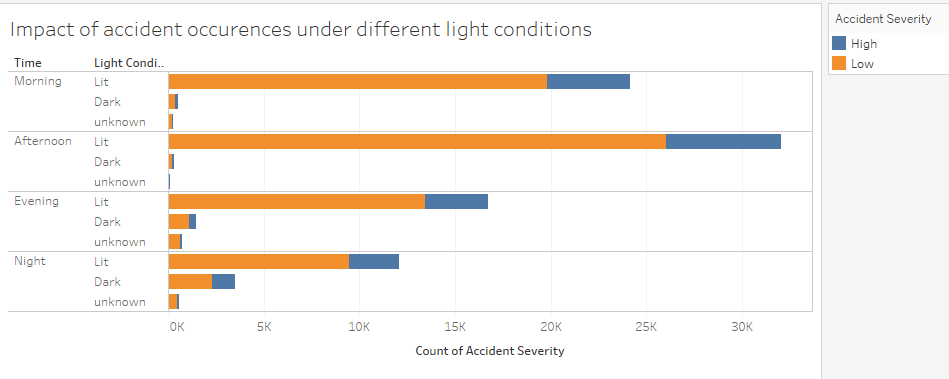 Impact of accident occurences under different light conditions
Accident Severity
High
Low
Time Light Condi..
Morning Lit
Dark
unknown
Afternoon Lit
Dark
unknown
Evening Lit
Dark
unknown
Night Lit
Dark
unknown
0K 5K 10K 15K 20K 25K 30K
Count of Accident Severity